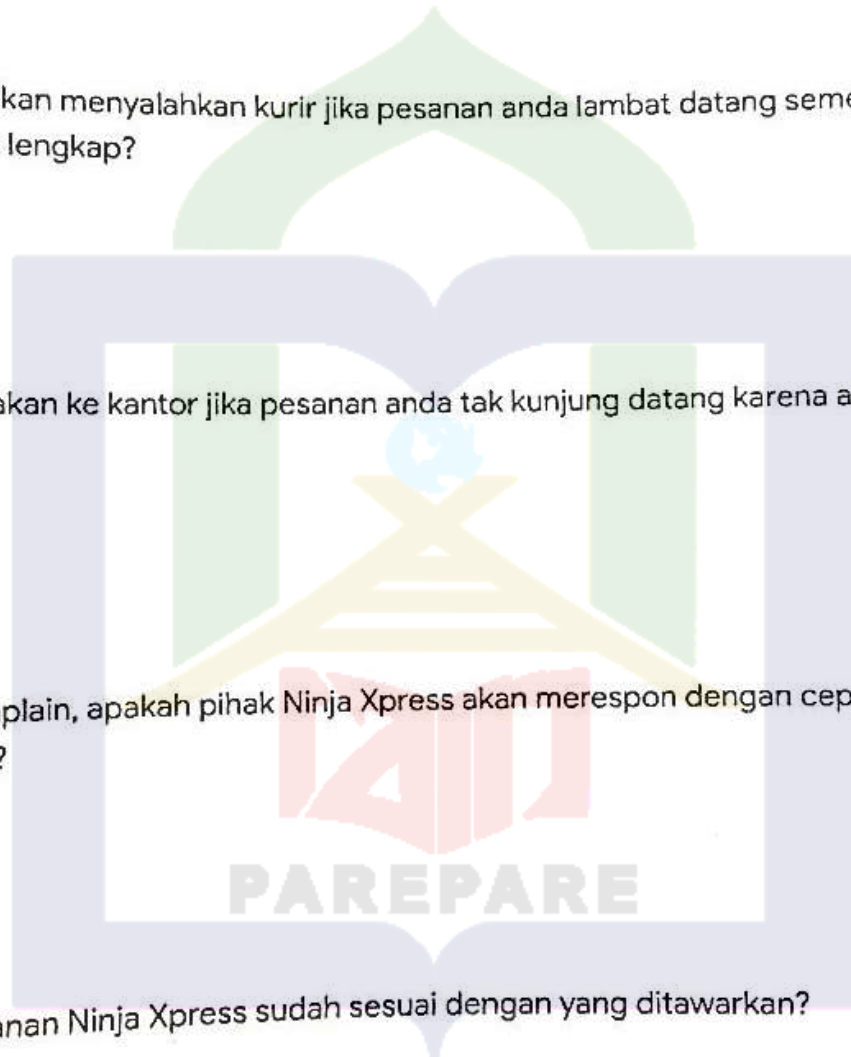 kan menyalahkan kurir jika pesanan anda lambat datang seme
lengkap?
akan ke kantor jika pesanan anda tak kunjung datang karena a
plain, apakah pihak Ninja Xpress akan merespon dengan cep
?
PAREPARE
anan Ninja Xpress sudah sesuai dengan yang ditawarkan?